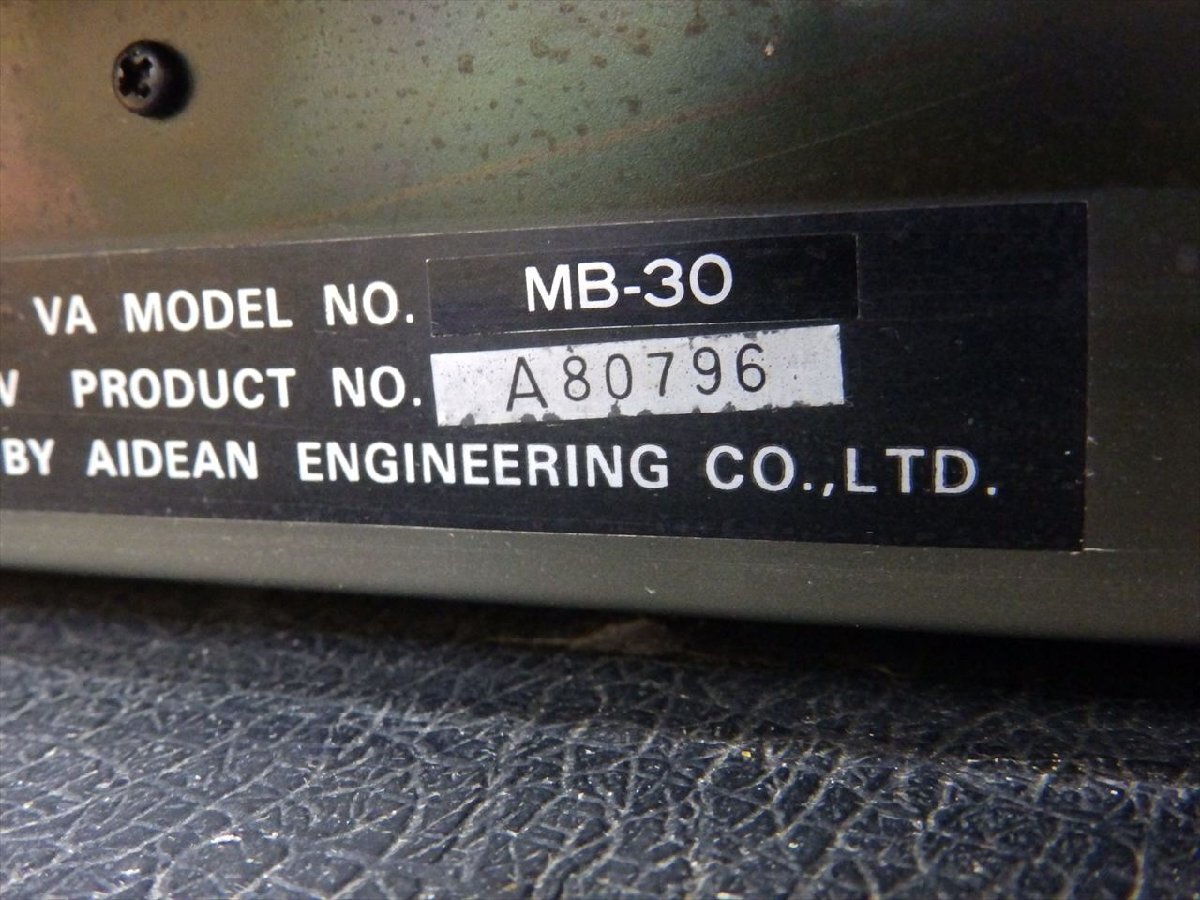 VA MODEL NO. MB-30
V PRODUCT NO. A80796
BY AIDEAN ENGINEERING CO.,LTD.